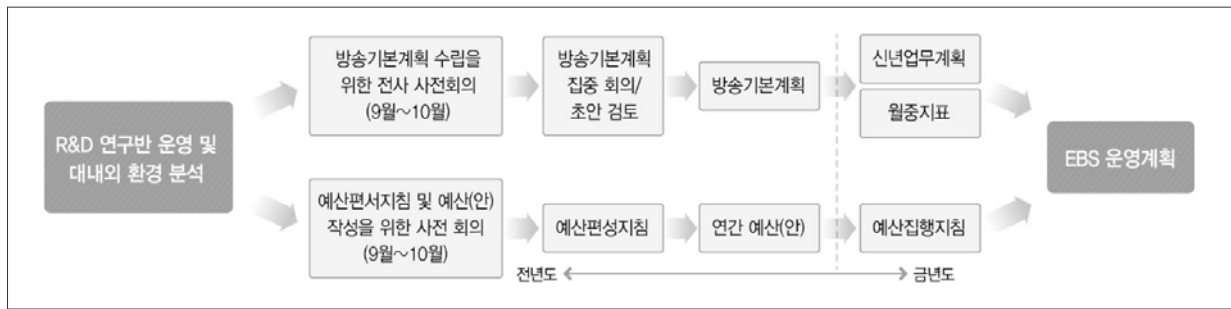 R&D 연구반 운영 및
대내외 환경 분석
방송기본계획 수립을
위한 전사 사전회의
(9월~10월)
방송기본계획
집중 회의/
초안 검토
방송기본계획
신년업무계획
월중지표
예산편서지침 및 예산(안)
작성을 위한 사전 회의
(9월~10월)
예산편성지침
연간 예산(안)
예산집행지침
EBS 운영계획
전년도
금년도